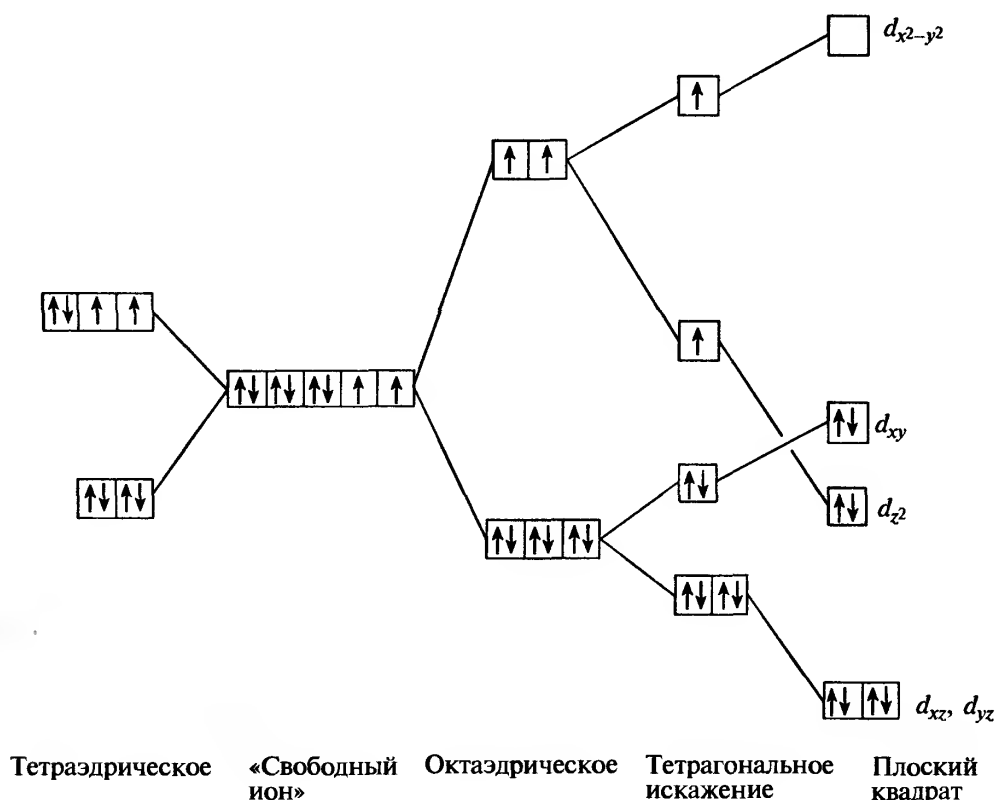 d_{x²−y²}
d_{xy}
d_{z²}
d_{xz}, d_{yz}
Тетраэдрическое
«Свободный
ион»
Октаэдрическое
Тетрагональное
искажение
Плоский
квадрат